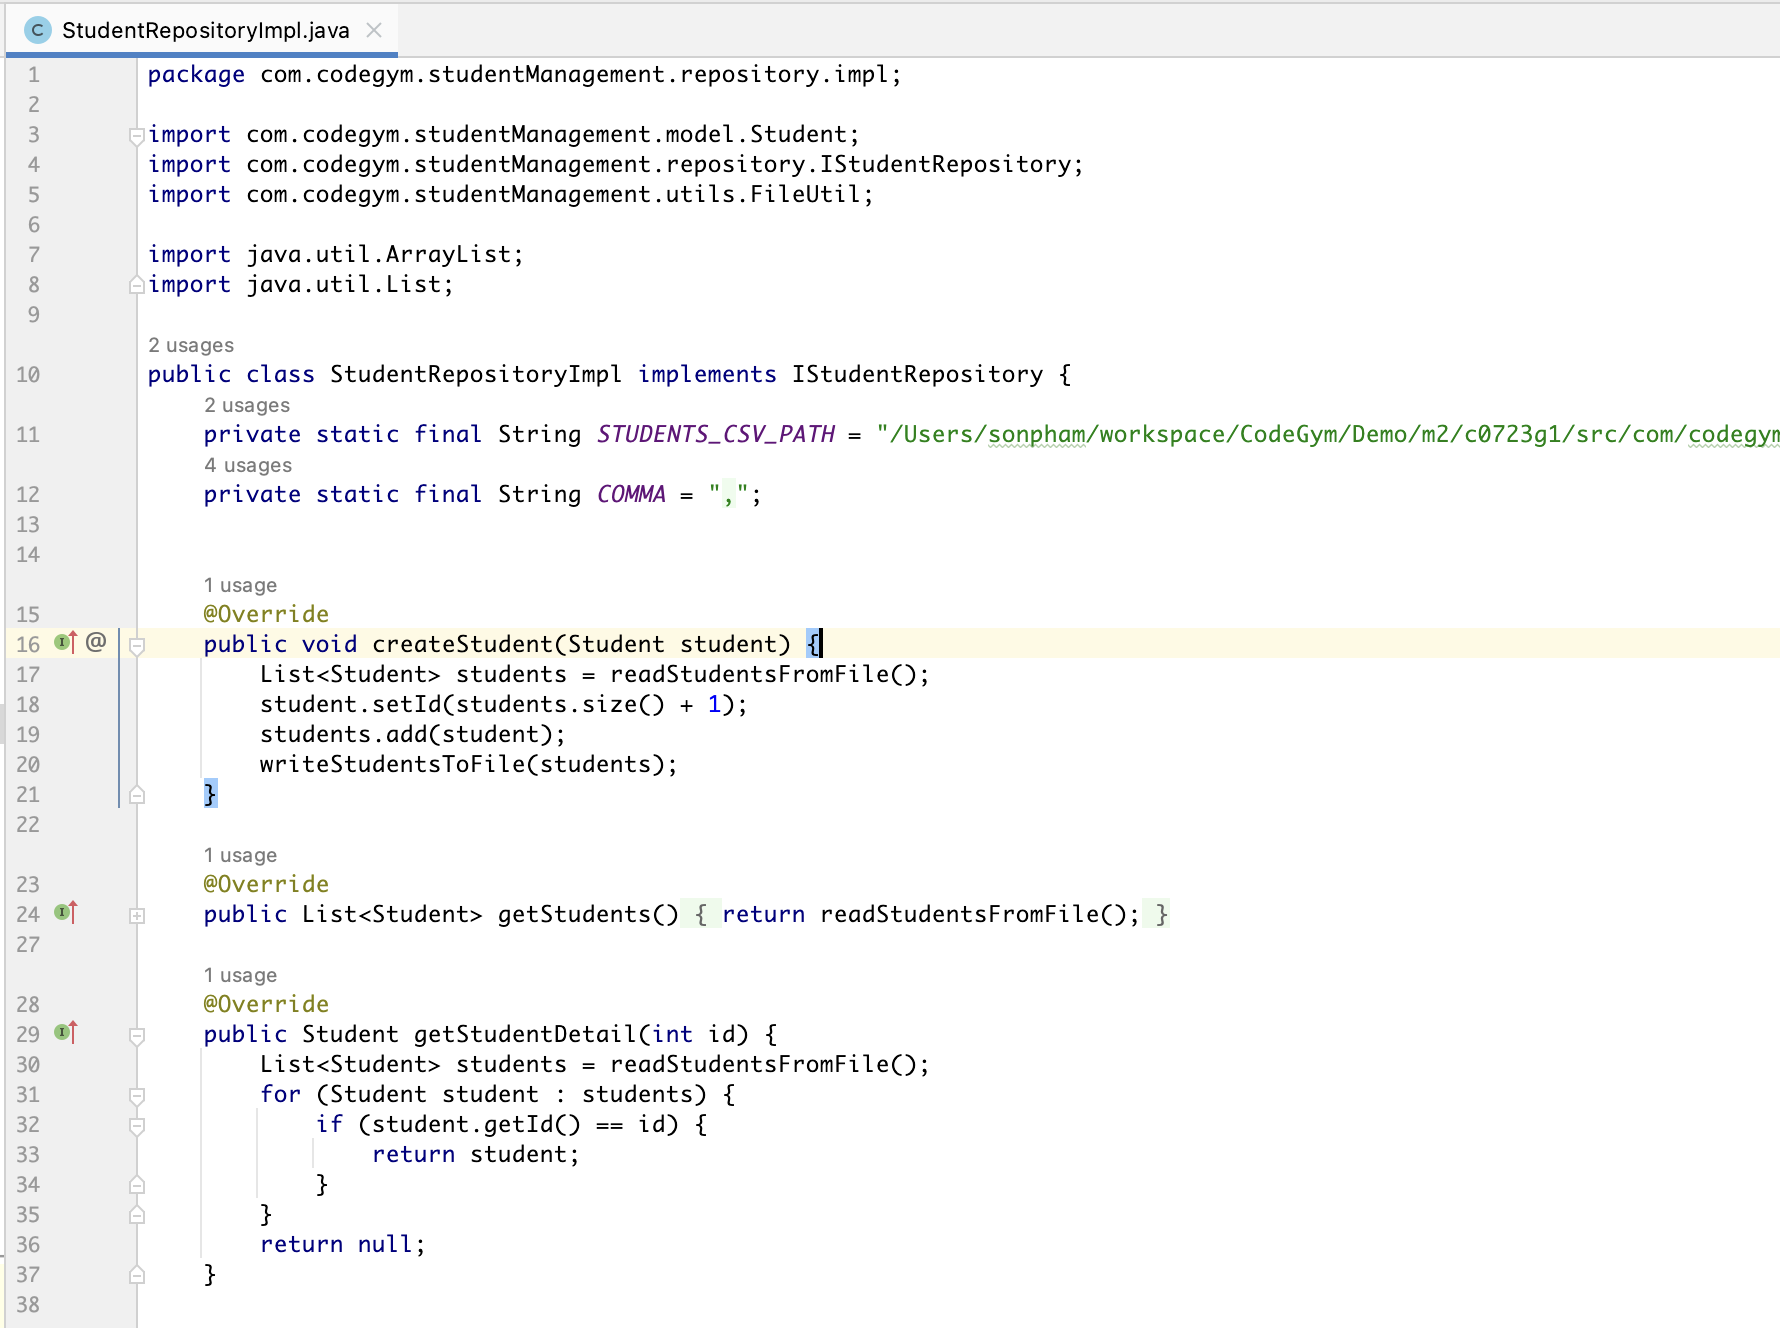 StudentRepositoryImpl.java
1 package com.codegym.studentManagement.repository.impl;
2
3 import com.codegym.studentManagement.model.Student;
4 import com.codegym.studentManagement.repository.IStudentRepository;
5 import com.codegym.studentManagement.utils.FileUtil;
6
7 import java.util.ArrayList;
8 import java.util.List;
9
2 usages
10 public class StudentRepositoryImpl implements IStudentRepository {
2 usages
11 private static final String STUDENTS_CSV_PATH = "/Users/sonpham/workspace/CodeGym/Demo/m2/c0723g1/src/com/codegym
4 usages
12 private static final String COMMA = ",";
13
14
1 usage
15 @Override
16 @ public void createStudent(Student student) {
17 List<Student> students = readStudentsFromFile();
18 student.setId(students.size() + 1);
19 students.add(student);
20 writeStudentsToFile(students);
21 }
22
1 usage
23 @Override
24 public List<Student> getStudents() { return readStudentsFromFile(); }
27
1 usage
28 @Override
29 public Student getStudentDetail(int id) {
30 List<Student> students = readStudentsFromFile();
31 for (Student student : students) {
32 if (student.getId() == id) {
33 return student;
34 }
35 }
36 return null;
37 }
38